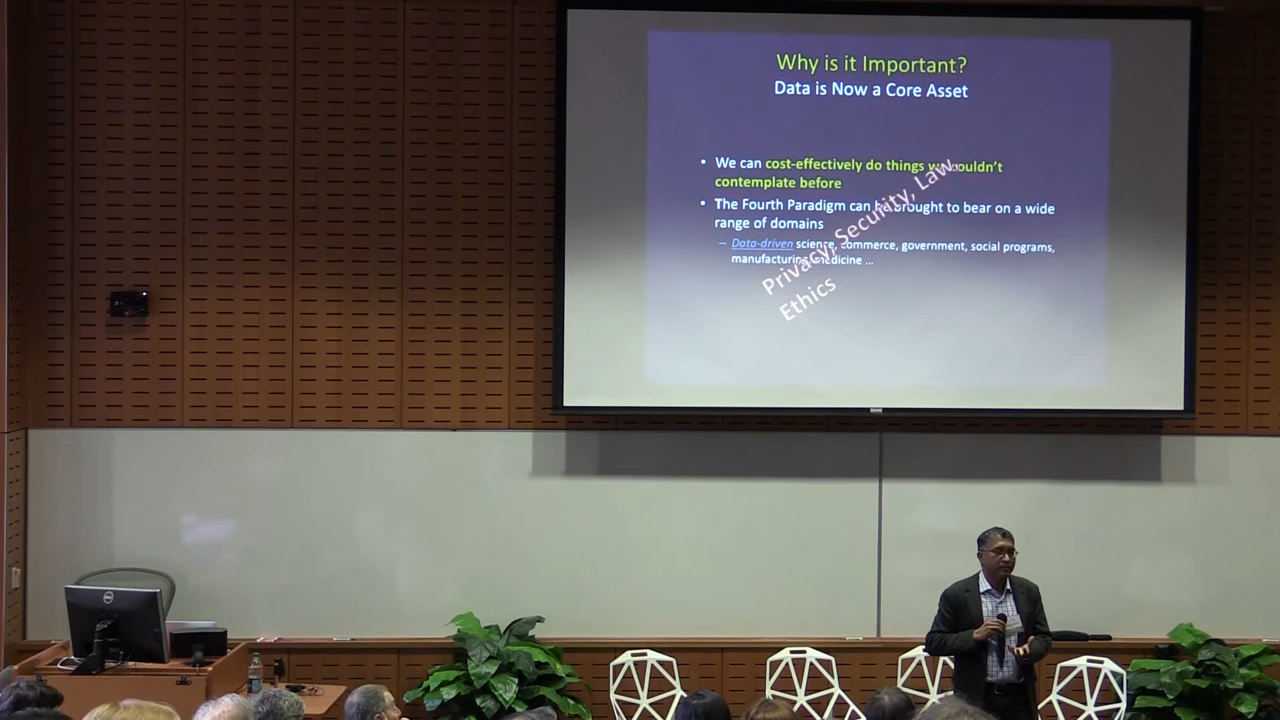 Why is it Important?
Data is Now a Core Asset
• We can cost-effectively do things we couldn't
contemplate before
• The Fourth Paradigm can be brought to bear on a wide
range of domains
– Data-driven science, commerce, government, social programs,
manufacturing, medicine ...
Privacy, Security, Law,
Ethics
DELL